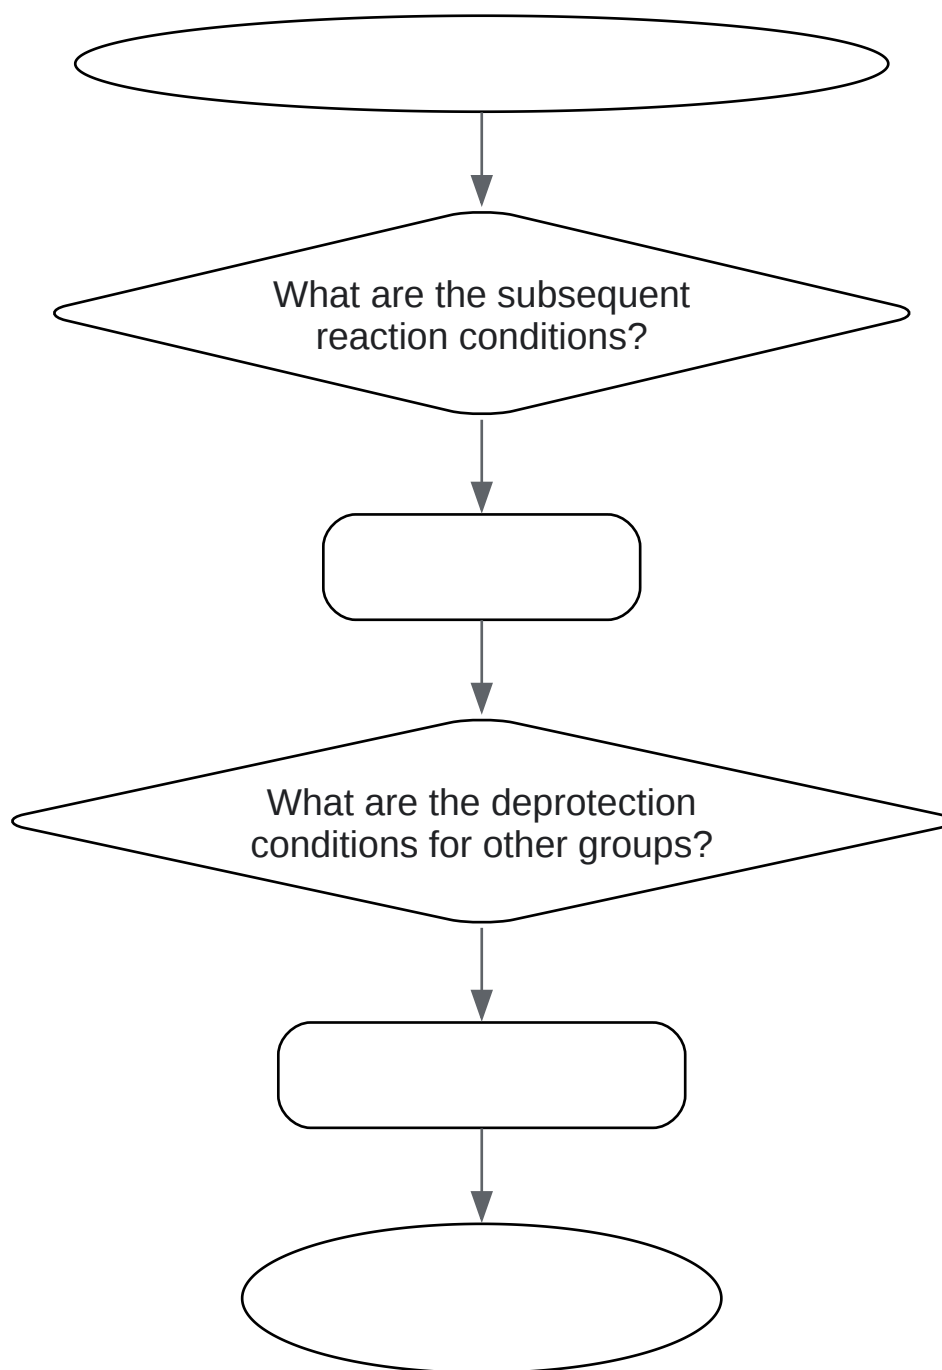 What are the subsequent
reaction conditions?
What are the deprotection
conditions for other groups?